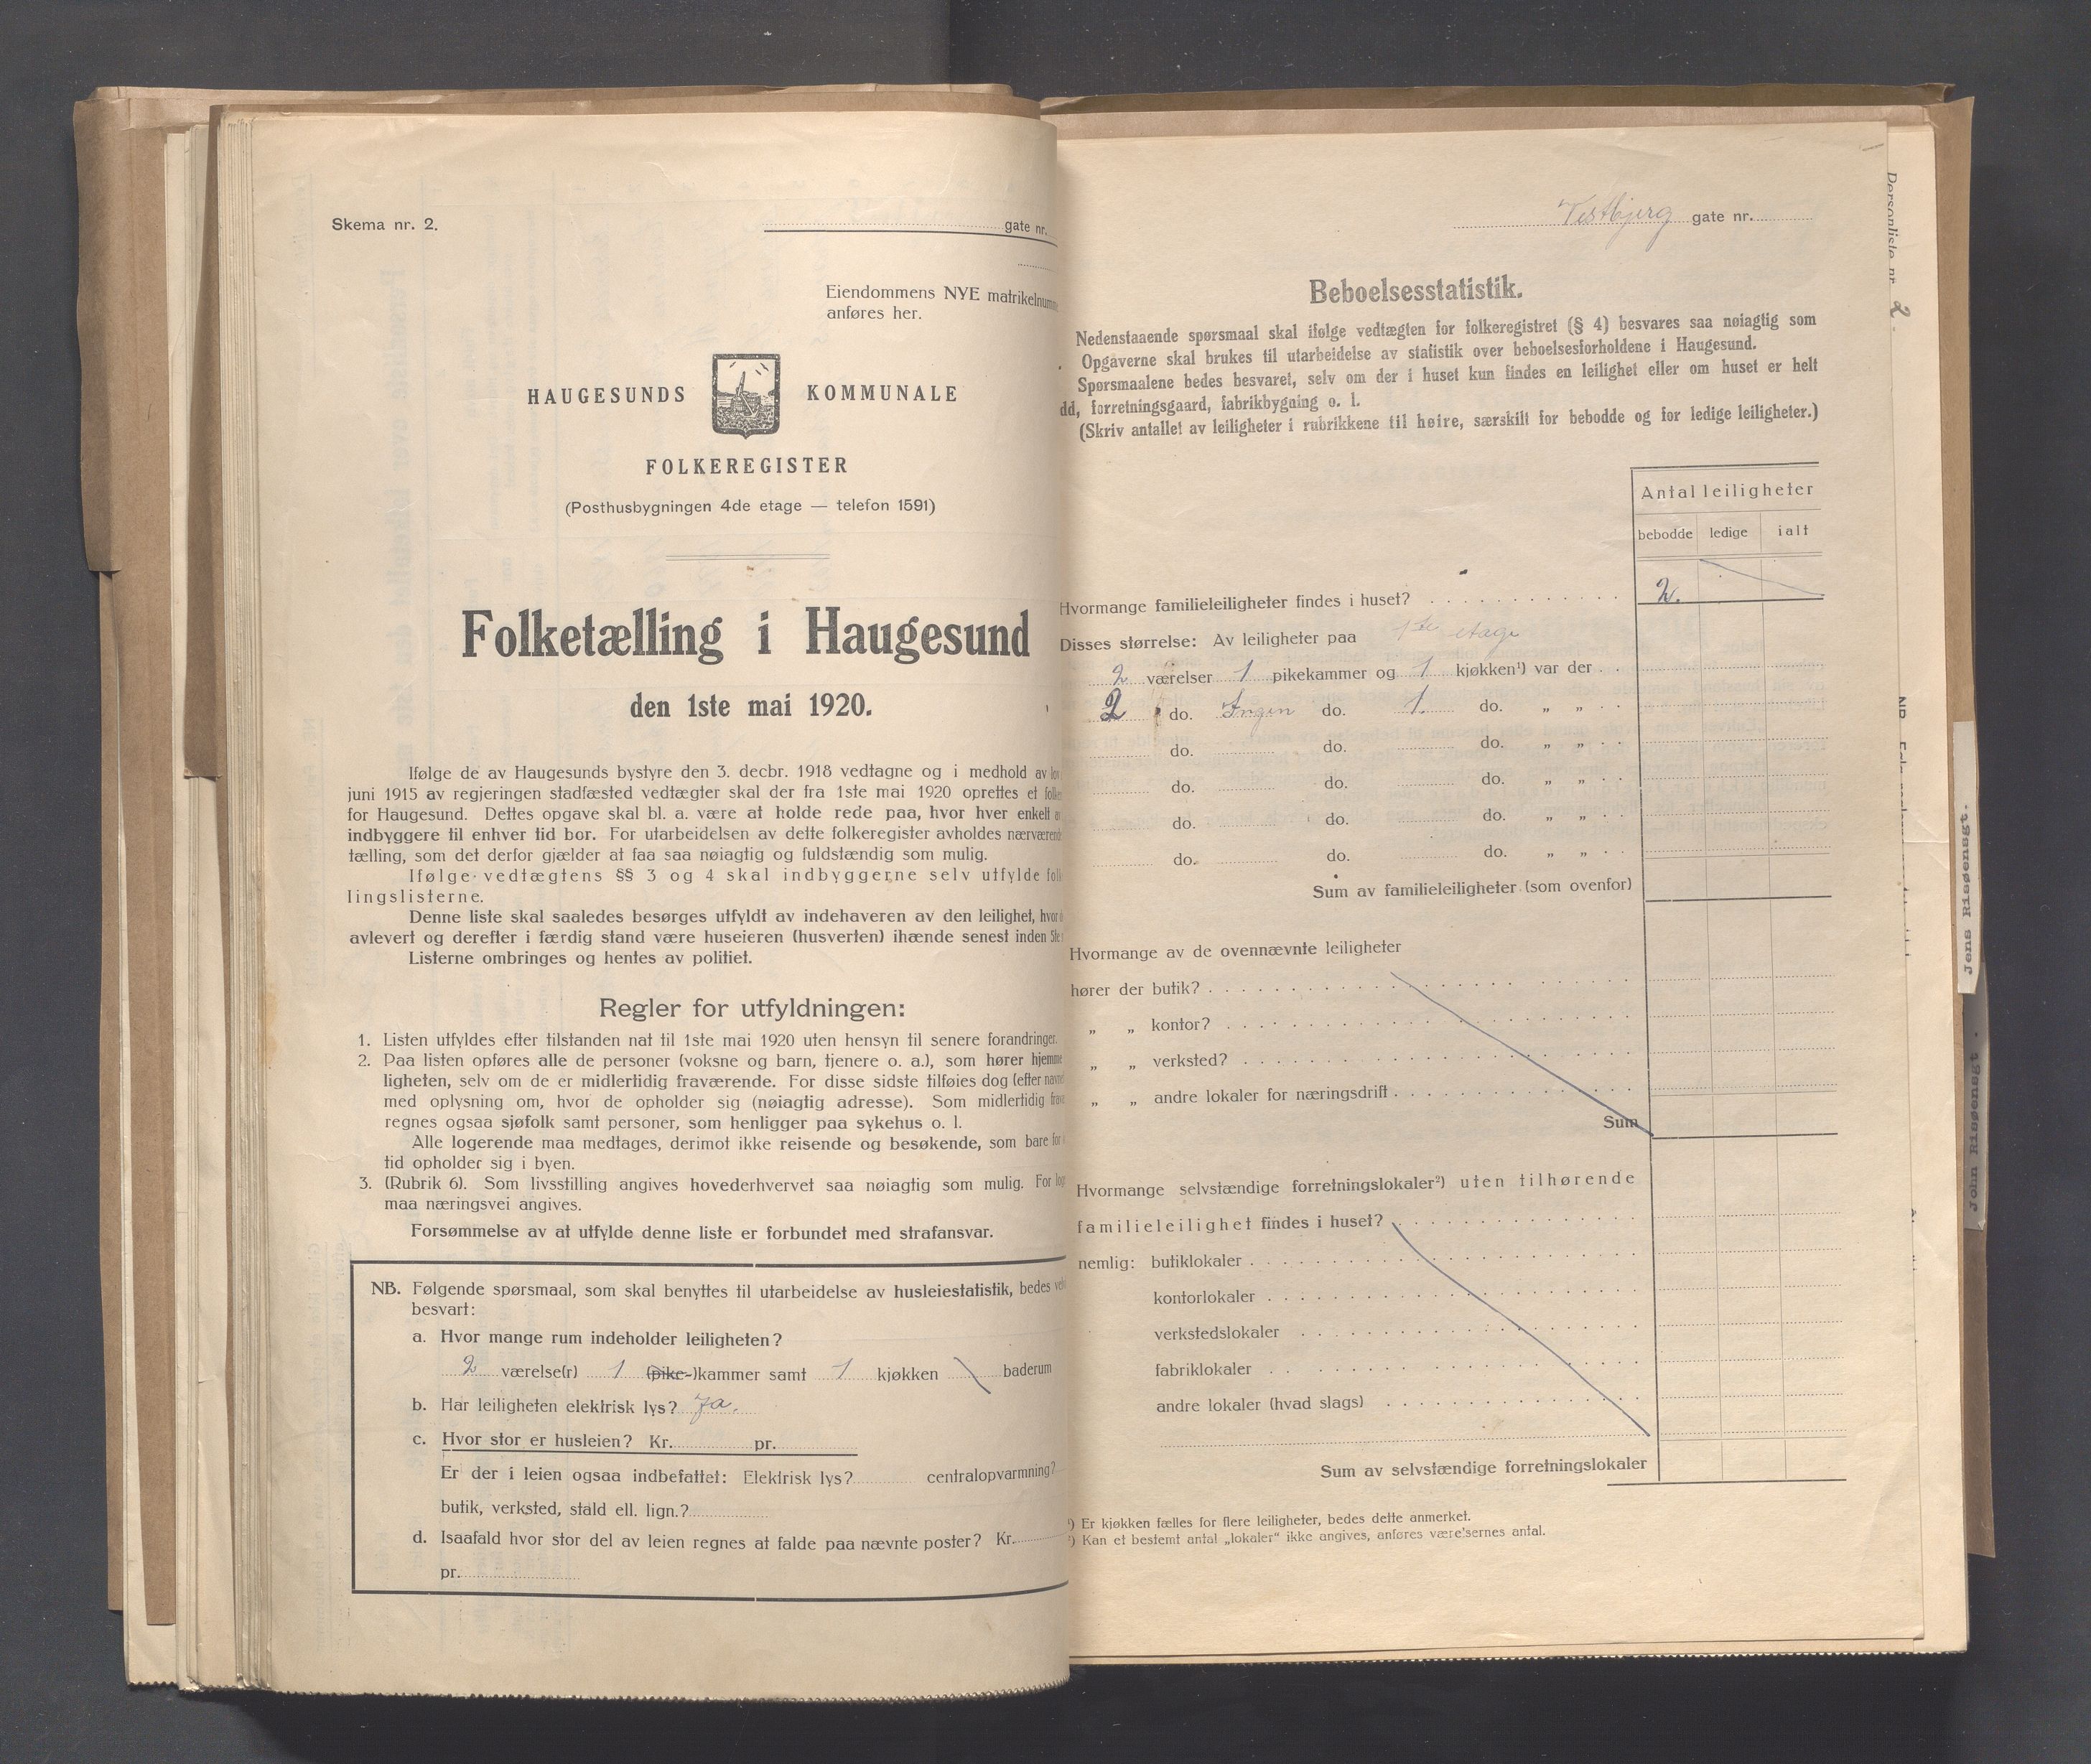 Skema nr. 2.
gate nr.
Eiendommens NYE matrikelnumme
anføres her.
HAUGESUNDS KOMMUNALE
FOLKEREGISTER
(Posthusbygningen 4de etage — telefon 1591)
Folketælling i Haugesund
den 1ste mai 1920.
Ifølge de av Haugesunds bystyre den 3. decbr. 1918 vedtagne og i medhold av lov
juni 1915 av regjeringen stadfæsted vedtægter skal der fra 1ste mai 1920 oprettes et folke
for Haugesund. Dettes opgave skal bl. a. være at holde rede paa, hvor hver enkelt av
indbyggere til enhver tid bor. For utarbeidelsen av dette folkeregister avholdes nærværende
tælling, som det derfor gjælder at faa saa nøiagtig og fuldstændig som mulig.
Ifølge vedtægtens §§ 3 og 4 skal indbyggerne selv utfylde folk
lingslisterne.
Denne liste skal saaledes besørges utfyldt av indehaveren av den leilighet, hvor d
avlevert og derefter i færdig stand være huseieren (husverten) ihænde senest inden 5te
Listerne ombringes og hentes av politiet.
Regler for utfyldningen:
1. Listen utfyldes efter tilstanden nat til 1ste mai 1920 uten hensyn til senere forandringer.
2. Paa listen opføres alle de personer (voksne og barn, tjenere o. a.), som hører hjemme
ligheten, selv om de er midlertidig fraværende. For disse sidste tilføies dog (efter navnet
med oplysning om, hvor de opholder sig (nøiagtig adresse). Som midlertidig fravæ
regnes ogsaa sjøfolk samt personer, som henligger paa sykehus o. l.
Alle logerende maa medtages, derimot ikke reisende og besøkende, som bare for
tid opholder sig i byen.
3. (Rubrik 6). Som livsstilling angives hovederhvervet saa nøiagtig som mulig. For log
maa næringsvei angives.
Forsømmelse av at utfylde denne liste er forbundet med strafansvar.
NB. Følgende spørsmaal, som skal benyttes til utarbeidelse av husleiestatistik, bedes vel
besvart:
a. Hvor mange rum indeholder leiligheten?
2 værelse(r) 1 (pike-)kammer samt 1 kjøkken baderum
b. Har leiligheten elektrisk lys? Ja.
c. Hvor stor er husleien? Kr. pr.
Er der i leien ogsaa indbefattet: Elektrisk lys? centralopvarmning?
butik, verksted, stald ell. lign.?
d. Isaafald hvor stor del av leien regnes at falde paa nævnte poster? Kr.
pr.
Vestbjerg gate nr.
Beboelsesstatistik.
Nedenstaaende spørsmaal skal ifølge vedtægten for folkeregistret (§ 4) besvares saa nøiagtig som
Opgaverne skal brukes til utarbeidelse av statistik over beboelsesforholdene i Haugesund.
Spørsmaalene bedes besvaret, selv om der i huset kun findes en leilighet eller om huset er helt
dd, forretningsgaard, fabrikbygning o. l.
(Skriv antallet av leiligheter i rubrikkene til høire, særskilt for bebodde og for ledige leiligheter.)
Antal leiligheter
bebodde ledige ialt
Hvormange familieleiligheter findes i huset? 2.
Disses størrelse: Av leiligheter paa 1ste etage
2 værelser 1 pikekammer og 1 kjøkken¹) var der
2 do. Ingen do. 1. do. „ „
do. do. do. „ „
do. do. do. „ „
do. do. do. „ „
do. do. do. „ „
Sum av familieleiligheter (som ovenfor)
Hvormange av de ovennævnte leiligheter
hører der butik?
„ „ kontor?
„ „ verksted?
„ „ andre lokaler for næringsdrift
Sum
Hvormange selvstændige forretningslokaler²) uten tilhørende
familieleilighet findes i huset?
nemlig: butiklokaler
kontorlokaler
verkstedslokaler
fabriklokaler
andre lokaler (hvad slags)
Sum av selvstændige forretningslokaler
¹) Er kjøkken fælles for flere leiligheter, bedes dette anmerket.
²) Kan et bestemt antal „lokaler“ ikke angives, anføres være'sernes antal.
Personliste nr. 2.
Jens Risøensgt.
John Risøensgt.